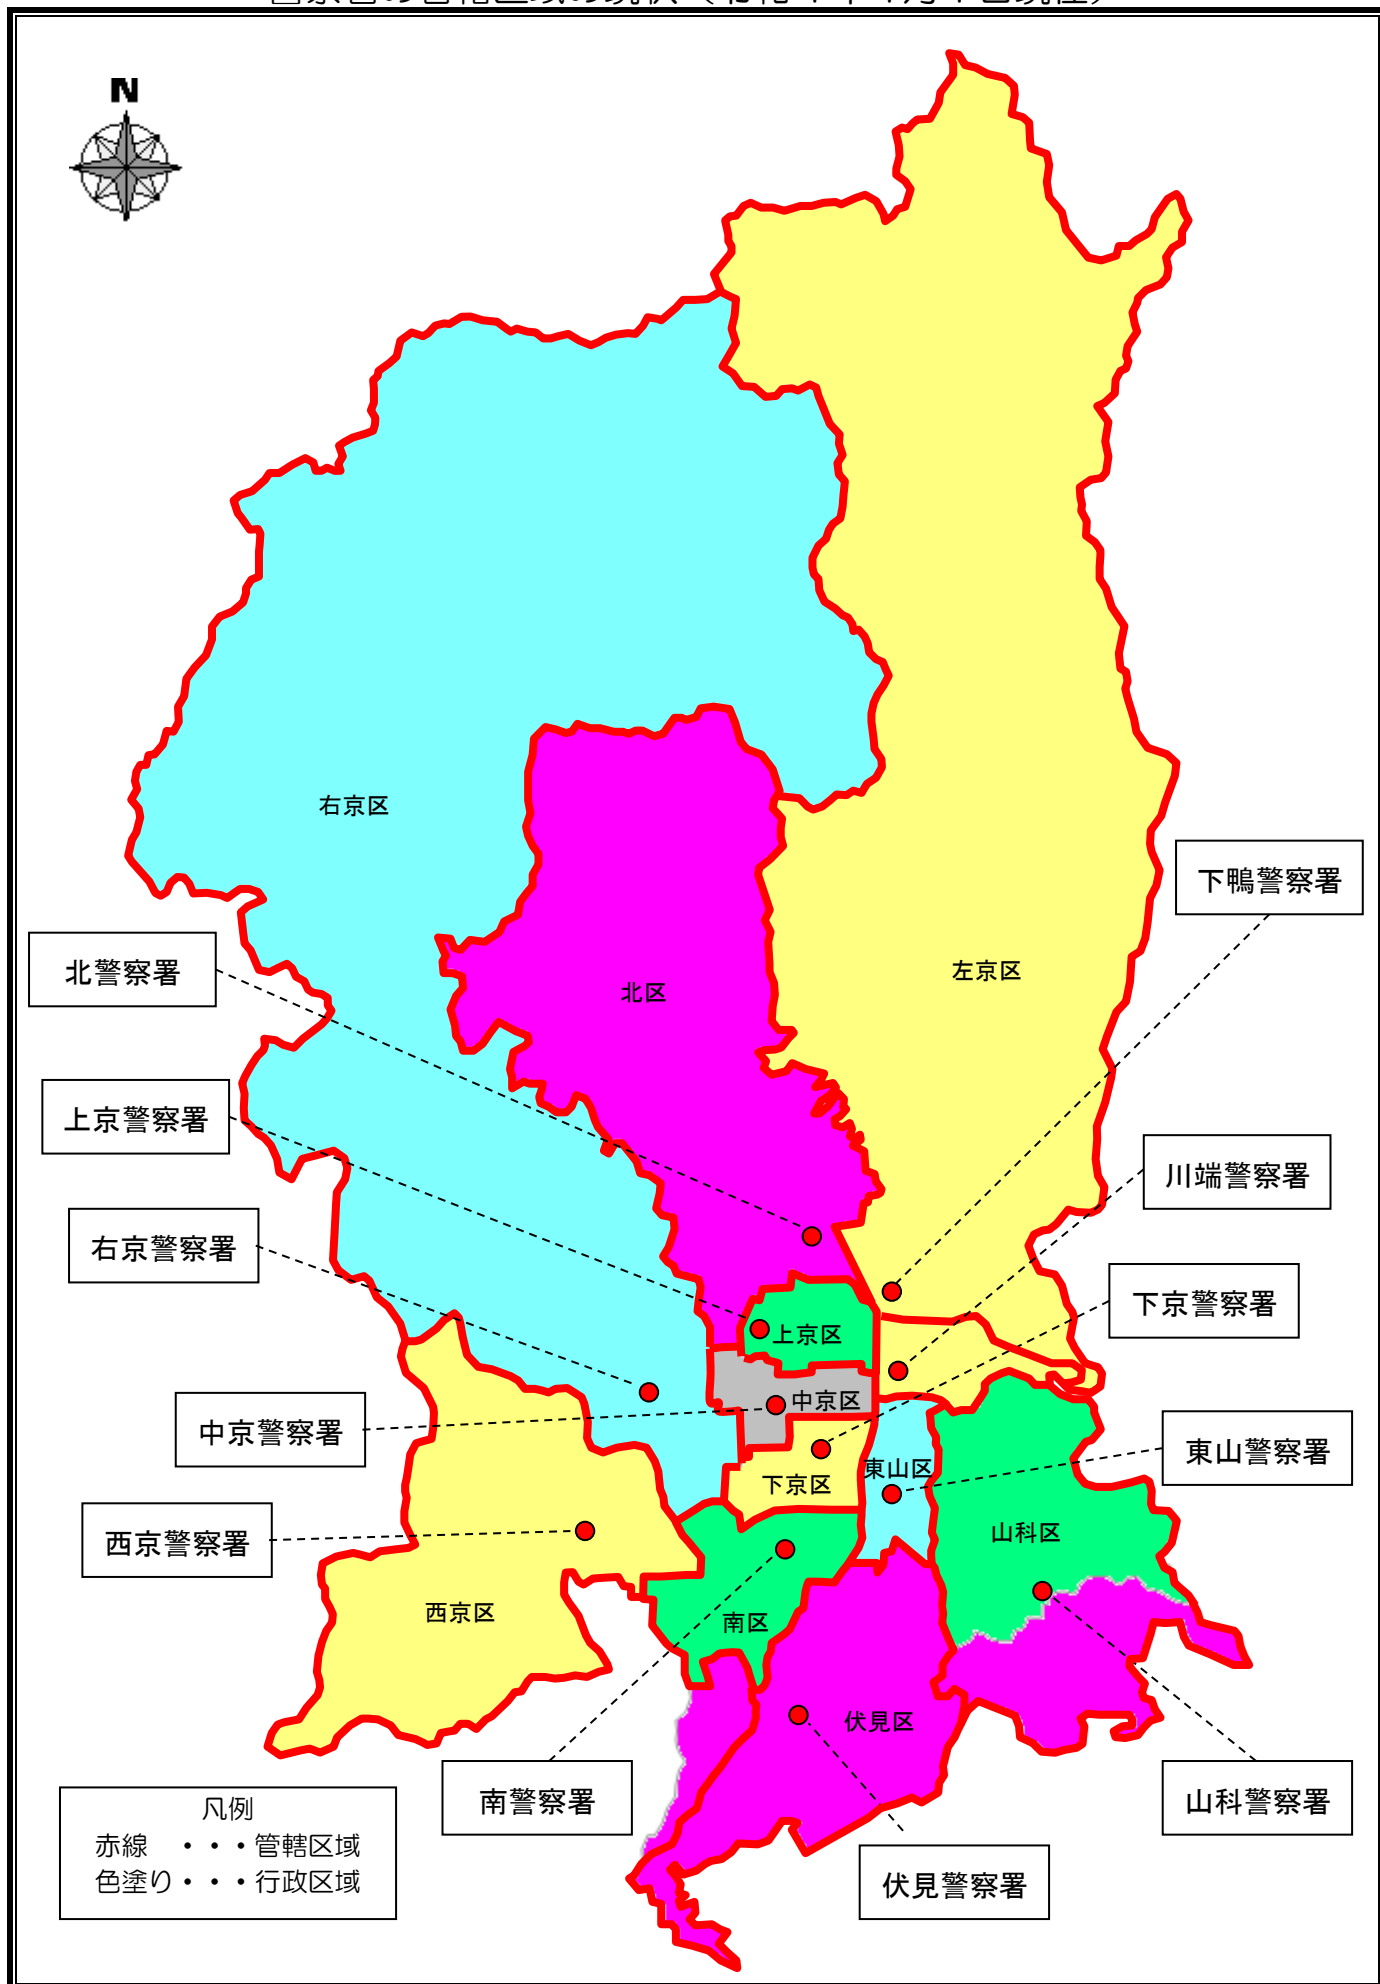 N
右京区
下鴨警察署
左京区
北警察署
北区
上京警察署
川端警察署
右京警察署
下京警察署
上京区
中京区
中京警察署
東山警察署
東山区
下京区
山科区
西京警察署
西京区
南区
伏見区
南警察署
山科警察署
伏見警察署
凡例
赤線 ・・・管轄区域
色塗り・・・行政区域